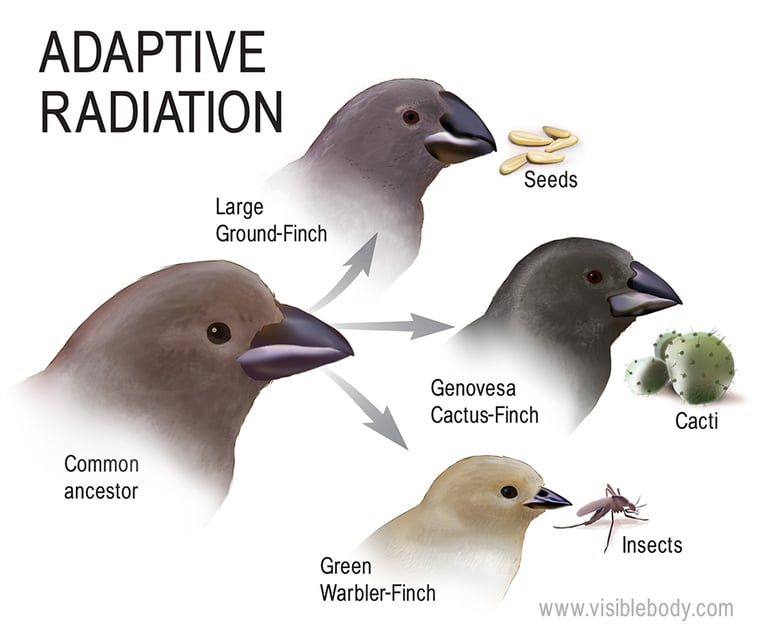 ADAPTIVE
RADIATION
Seeds
Large
Ground-Finch
Genovesa
Cactus-Finch
Cacti
Common
ancestor
Insects
Green
Warbler-Finch
www.visiblebody.com